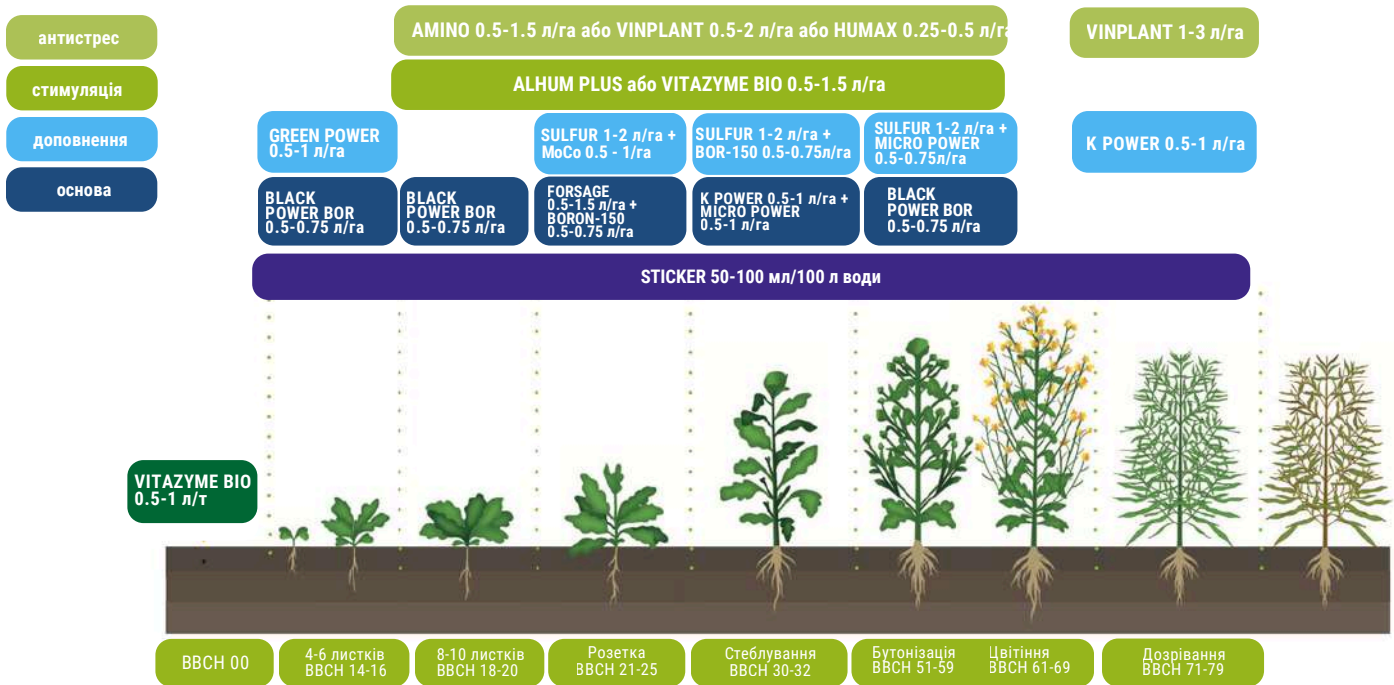 антистрес
AMINO 0.5-1.5 л/га або VINPLANT 0.5-2 л/га або HUMAX 0.25-0.5 л/га
VINPLANT 1-3 л/га
стимуляція
ALHUM PLUS або VITAZYME BIO 0.5-1.5 л/га
доповнення
GREEN POWER
0.5-1 л/га
SULFUR 1-2 л/га +
MoCo 0.5 - 1/га
SULFUR 1-2 л/га +
BOR-150 0.5-0.75л/га
SULFUR 1-2 л/га +
MICRO POWER
0.5-0.75л/га
K POWER 0.5-1 л/га
основа
BLACK
POWER BOR
0.5-0.75 л/га
BLACK
POWER BOR
0.5-0.75 л/га
FORSAGE
0.5-1.5 л/га +
BORON-150
0.5-0.75 л/га
K POWER 0.5-1 л/га +
MICRO POWER
0.5-1 л/га
BLACK
POWER BOR
0.5-0.75 л/га
STICKER 50-100 мл/100 л води
VITAZYME BIO
0.5-1 л/т
BBCH 00
4-6 листків
BBCH 14-16
8-10 листків
BBCH 18-20
Розетка
BBCH 21-25
Стеблування
BBCH 30-32
Бутонізація
BBCH 51-59
Цвітіння
BBCH 61-69
Дозрівання
BBCH 71-79